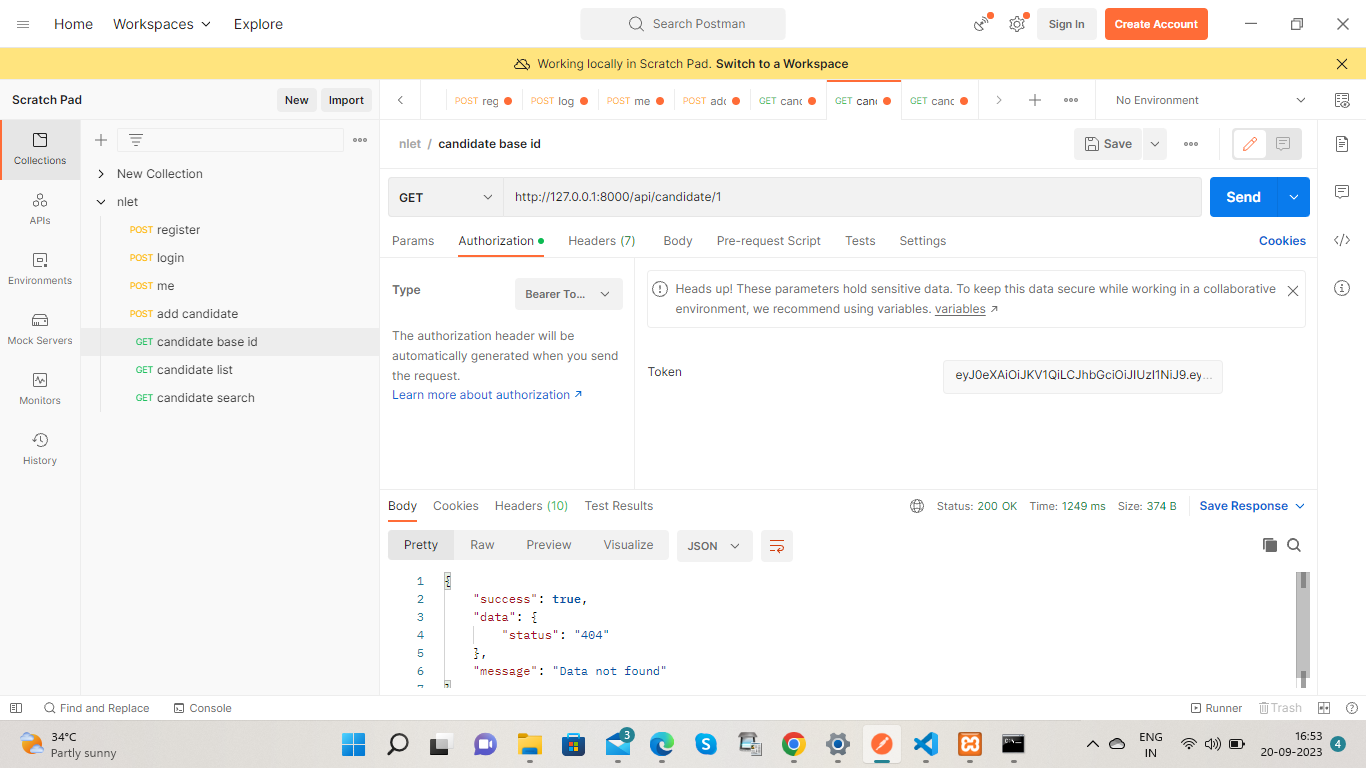 Home Workspaces Explore Search Postman Sign In Create Account
Working locally in Scratch Pad. Switch to a Workspace
Scratch Pad New Import
POST reg POST log POST me POST add GET canc GET canc GET canc No Environment
Collections
APIs
Environments
Mock Servers
Monitors
History
New Collection
nlet
POST register
POST login
POST me
POST add candidate
GET candidate base id
GET candidate list
GET candidate search
nlet / candidate base id Save
GET http://127.0.0.1:8000/api/candidate/1 Send
Params Authorization Headers (7) Body Pre-request Script Tests Settings Cookies
Type Bearer To...
The authorization header will be
automatically generated when you send
the request.
Learn more about authorization ↗
Heads up! These parameters hold sensitive data. To keep this data secure while working in a collaborative
environment, we recommend using variables. variables ↗
Token eyJ0eXAiOiJKV1QiLCJhbGciOiJIUzI1NiJ9.ey...
Body Cookies Headers (10) Test Results Status: 200 OK Time: 1249 ms Size: 374 B Save Response
Pretty Raw Preview Visualize JSON
1 {
2 "success": true,
3 "data": {
4 "status": "404"
5 },
6 "message": "Data not found"
7 }
Find and Replace Console Runner Trash
34°C
Partly sunny
3
ENG
IN
16:53
20-09-2023
4